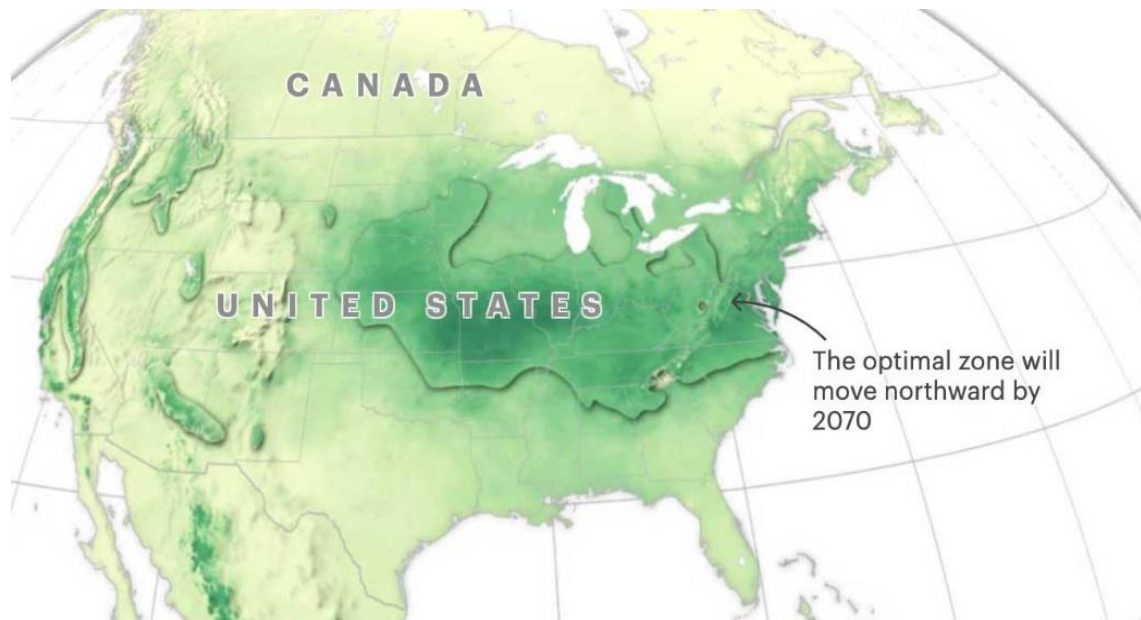 CANADA
UNITED STATES
The optimal zone will
move northward by
2070